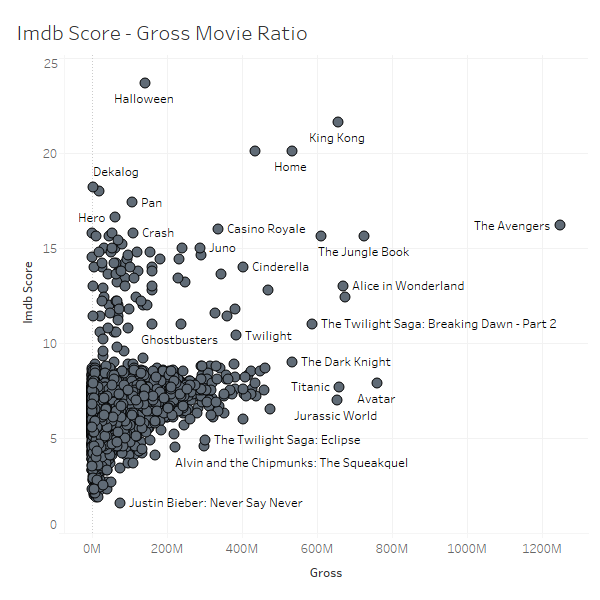 Imdb Score - Gross Movie Ratio
25
Halloween
King Kong
20
Home
Dekalog
Pan
Hero
Crash
Casino Royale
The Avengers
15
Juno
The Jungle Book
Cinderella
Alice in Wonderland
Imdb Score
The Twilight Saga: Breaking Dawn - Part 2
10
Ghostbusters
Twilight
The Dark Knight
Titanic
Avatar
Jurassic World
5
The Twilight Saga: Eclipse
Alvin and the Chipmunks: The Squeakquel
Justin Bieber: Never Say Never
0
0M 200M 400M 600M 800M 1000M 1200M
Gross